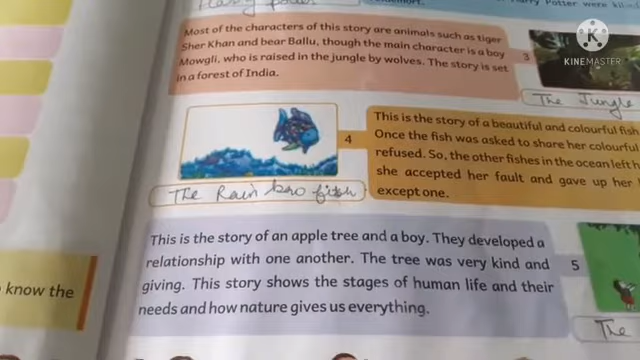 Harry Potter were
KINEMASTER
Most of the characters of this story are animals such as tiger
Sher Khan and bear Ballu, though the main character is a boy
Mowgli, who is raised in the jungle by wolves. The story is set
in a forest of India.
3
The Jungle
This is the story of a beautiful and colourful fish
Once the fish was asked to share her colourful
refused. So, the other fishes in the ocean left h
she accepted her fault and gave up her
except one.
4
The Rain bow fish
This is the story of an apple tree and a boy. They developed a
relationship with one another. The tree was very kind and
giving. This story shows the stages of human life and their
needs and how nature gives us everything.
5
The
know the